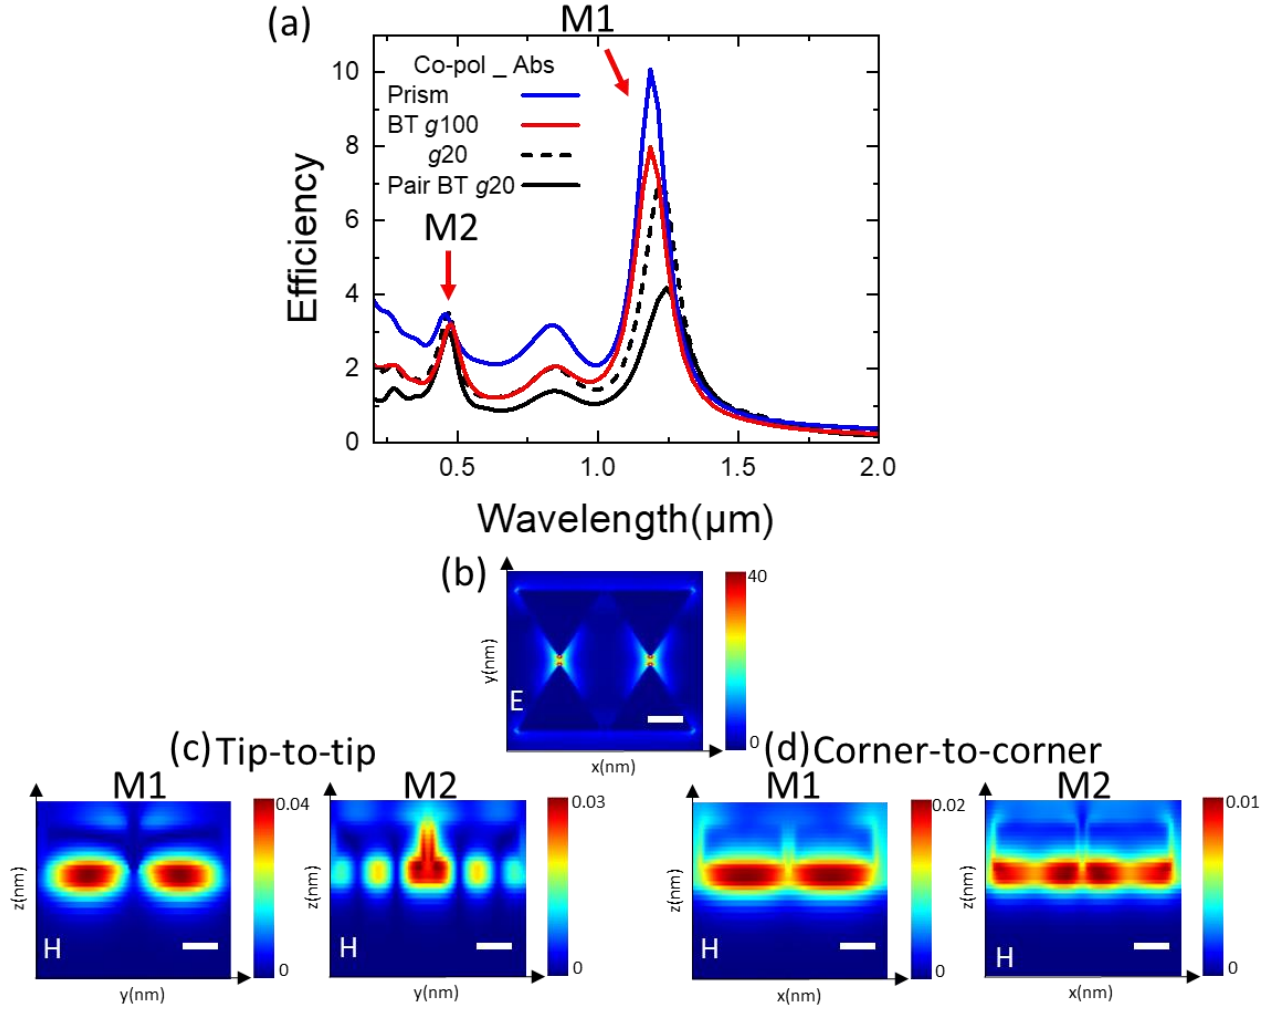 (a)
M1
Co-pol _ Abs
Prism
BT g100
g20
Pair BT g20
M2
Efficiency
10
8
6
4
2
0
0.5 1.0 1.5 2.0
Wavelength(μm)
(b)
40
0
E
y(nm)
x(nm)
(c) Tip-to-tip
M1
0.04
0
H
z(nm)
y(nm)
M2
0.03
0
H
z(nm)
y(nm)
(d) Corner-to-corner
M1
0.02
0
H
z(nm)
x(nm)
M2
0.01
0
H
z(nm)
x(nm)